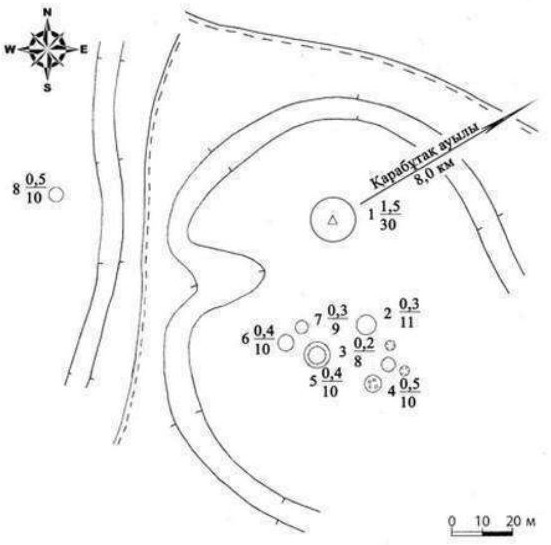 N
W E
S
Қарабұтақ ауылы
8,0 км
8 0,5/10
1 1,5/30
7 0,3/9
2 0,3/11
6 0,4/10
3 0,2/8
5 0,4/10
4 0,5/10
0 10 20 м